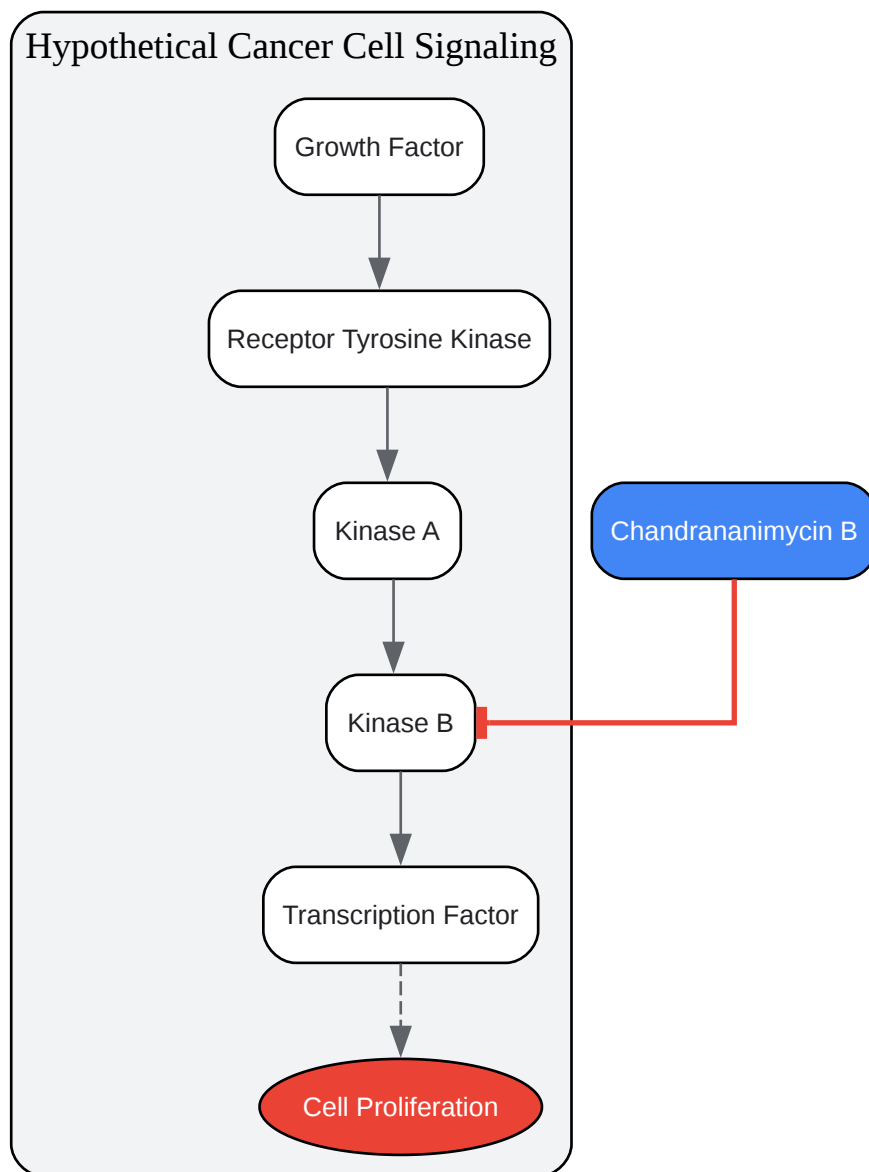 Hypothetical Cancer Cell Signaling
Growth Factor
Receptor Tyrosine Kinase
Kinase A
Chandrananimycin B
Kinase B
Transcription Factor
Cell Proliferation